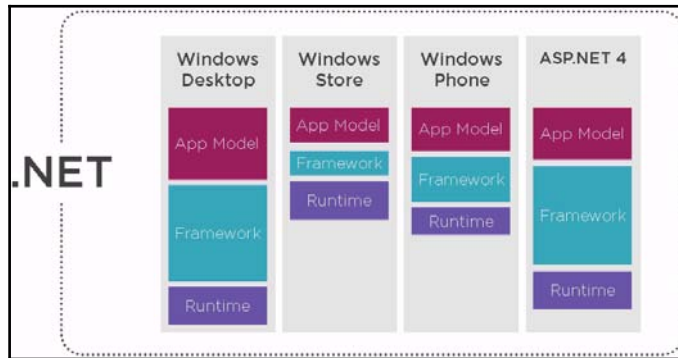 .NET
Windows
Desktop
App Model
Framework
Runtime
Windows
Store
App Model
Framework
Runtime
Windows
Phone
App Model
Framework
Runtime
ASP.NET 4
App Model
Framework
Runtime